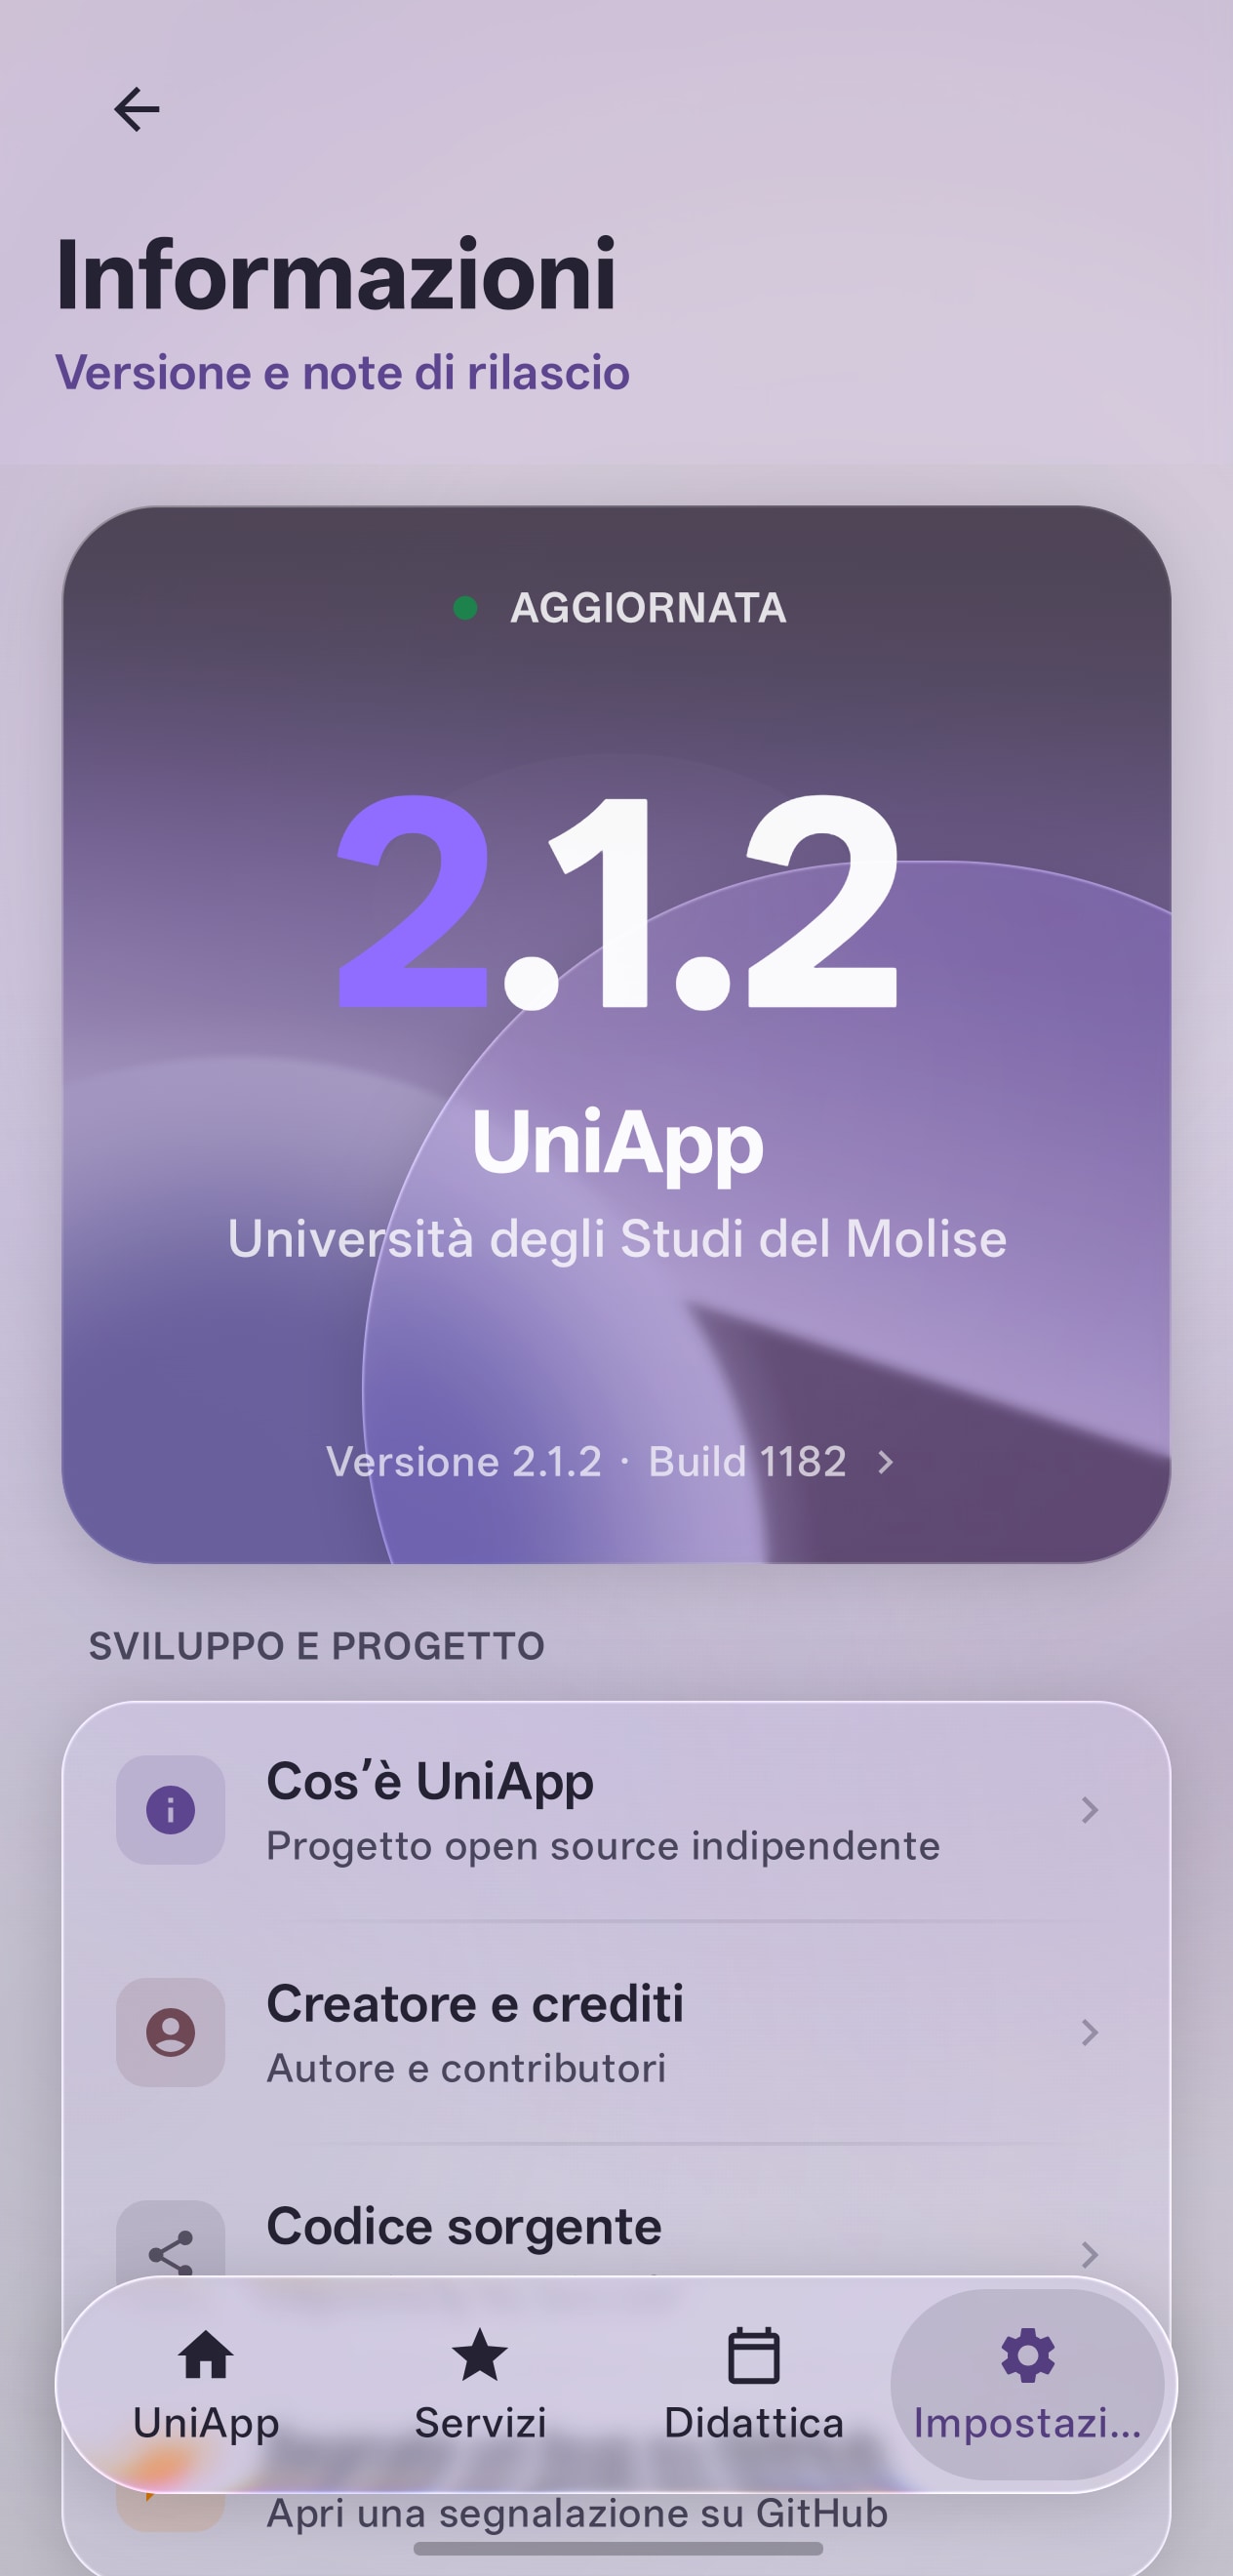 Informazioni
Versione e note di rilascio
AGGIORNATA
2.1.2
UniApp
Università degli Studi del Molise
Versione 2.1.2 · Build 1182
SVILUPPO E PROGETTO
Cos’è UniApp
Progetto open source indipendente
Creatore e crediti
Autore e contributori
Codice sorgente
UniApp
Servizi
Didattica
Impostazi...
Apri una segnalazione su GitHub